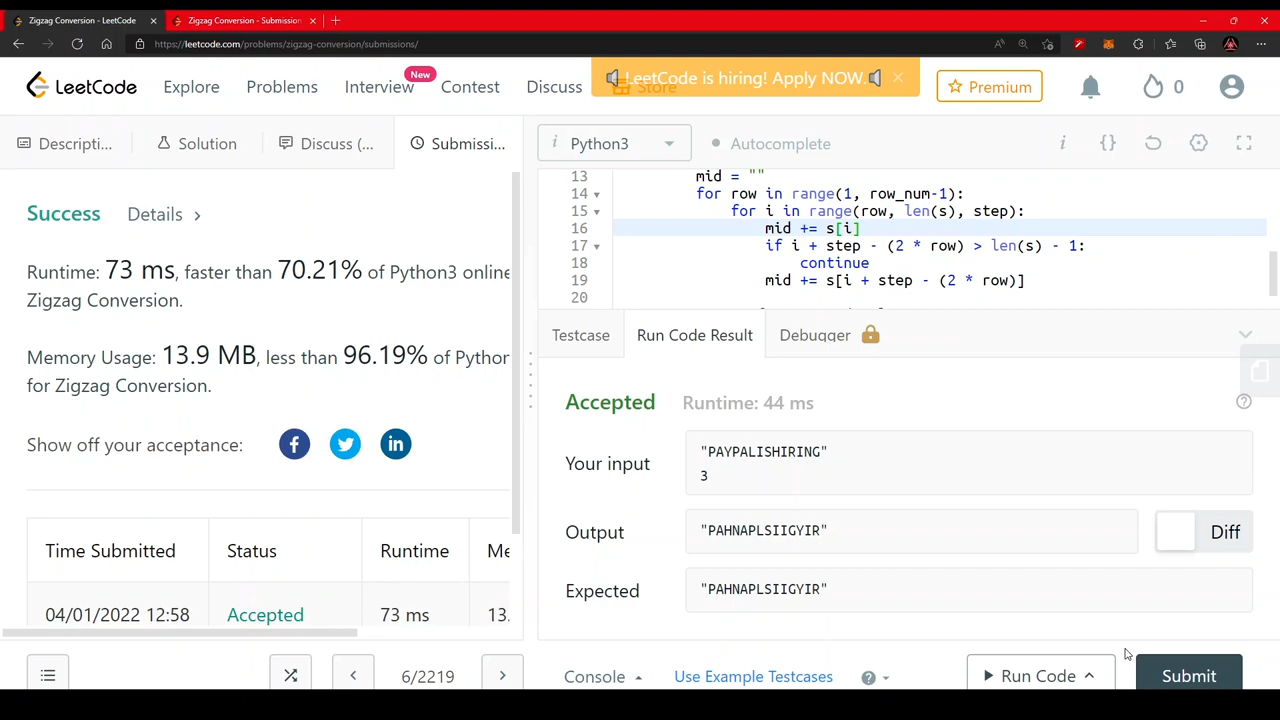 Zigzag Conversion - LeetCode
Zigzag Conversion - Submission
https://leetcode.com/problems/zigzag-conversion/submissions/
LeetCode
Explore
Problems
Interview
New
Contest
Discuss
Store
LeetCode is hiring! Apply NOW.
Premium
0
Descripti...
Solution
Discuss (...
Submissi...
i Python3
Autocomplete
Success Details
Runtime: 73 ms, faster than 70.21% of Python3 online
Zigzag Conversion.
Memory Usage: 13.9 MB, less than 96.19% of Python
for Zigzag Conversion.
Show off your acceptance:
Time Submitted Status Runtime Me
04/01/2022 12:58 Accepted 73 ms 13.
13 mid = ""
14 for row in range(1, row_num-1):
15 for i in range(row, len(s), step):
16 mid += s[i]
17 if i + step - (2 * row) > len(s) - 1:
18 continue
19 mid += s[i + step - (2 * row)]
20
Testcase
Run Code Result
Debugger
Accepted Runtime: 44 ms
Your input
"PAYPALISHIRING"
3
Output
"PAHNAPLSIIGYIR"
Diff
Expected
"PAHNAPLSIIGYIR"
6/2219
Console
Use Example Testcases
Run Code
Submit